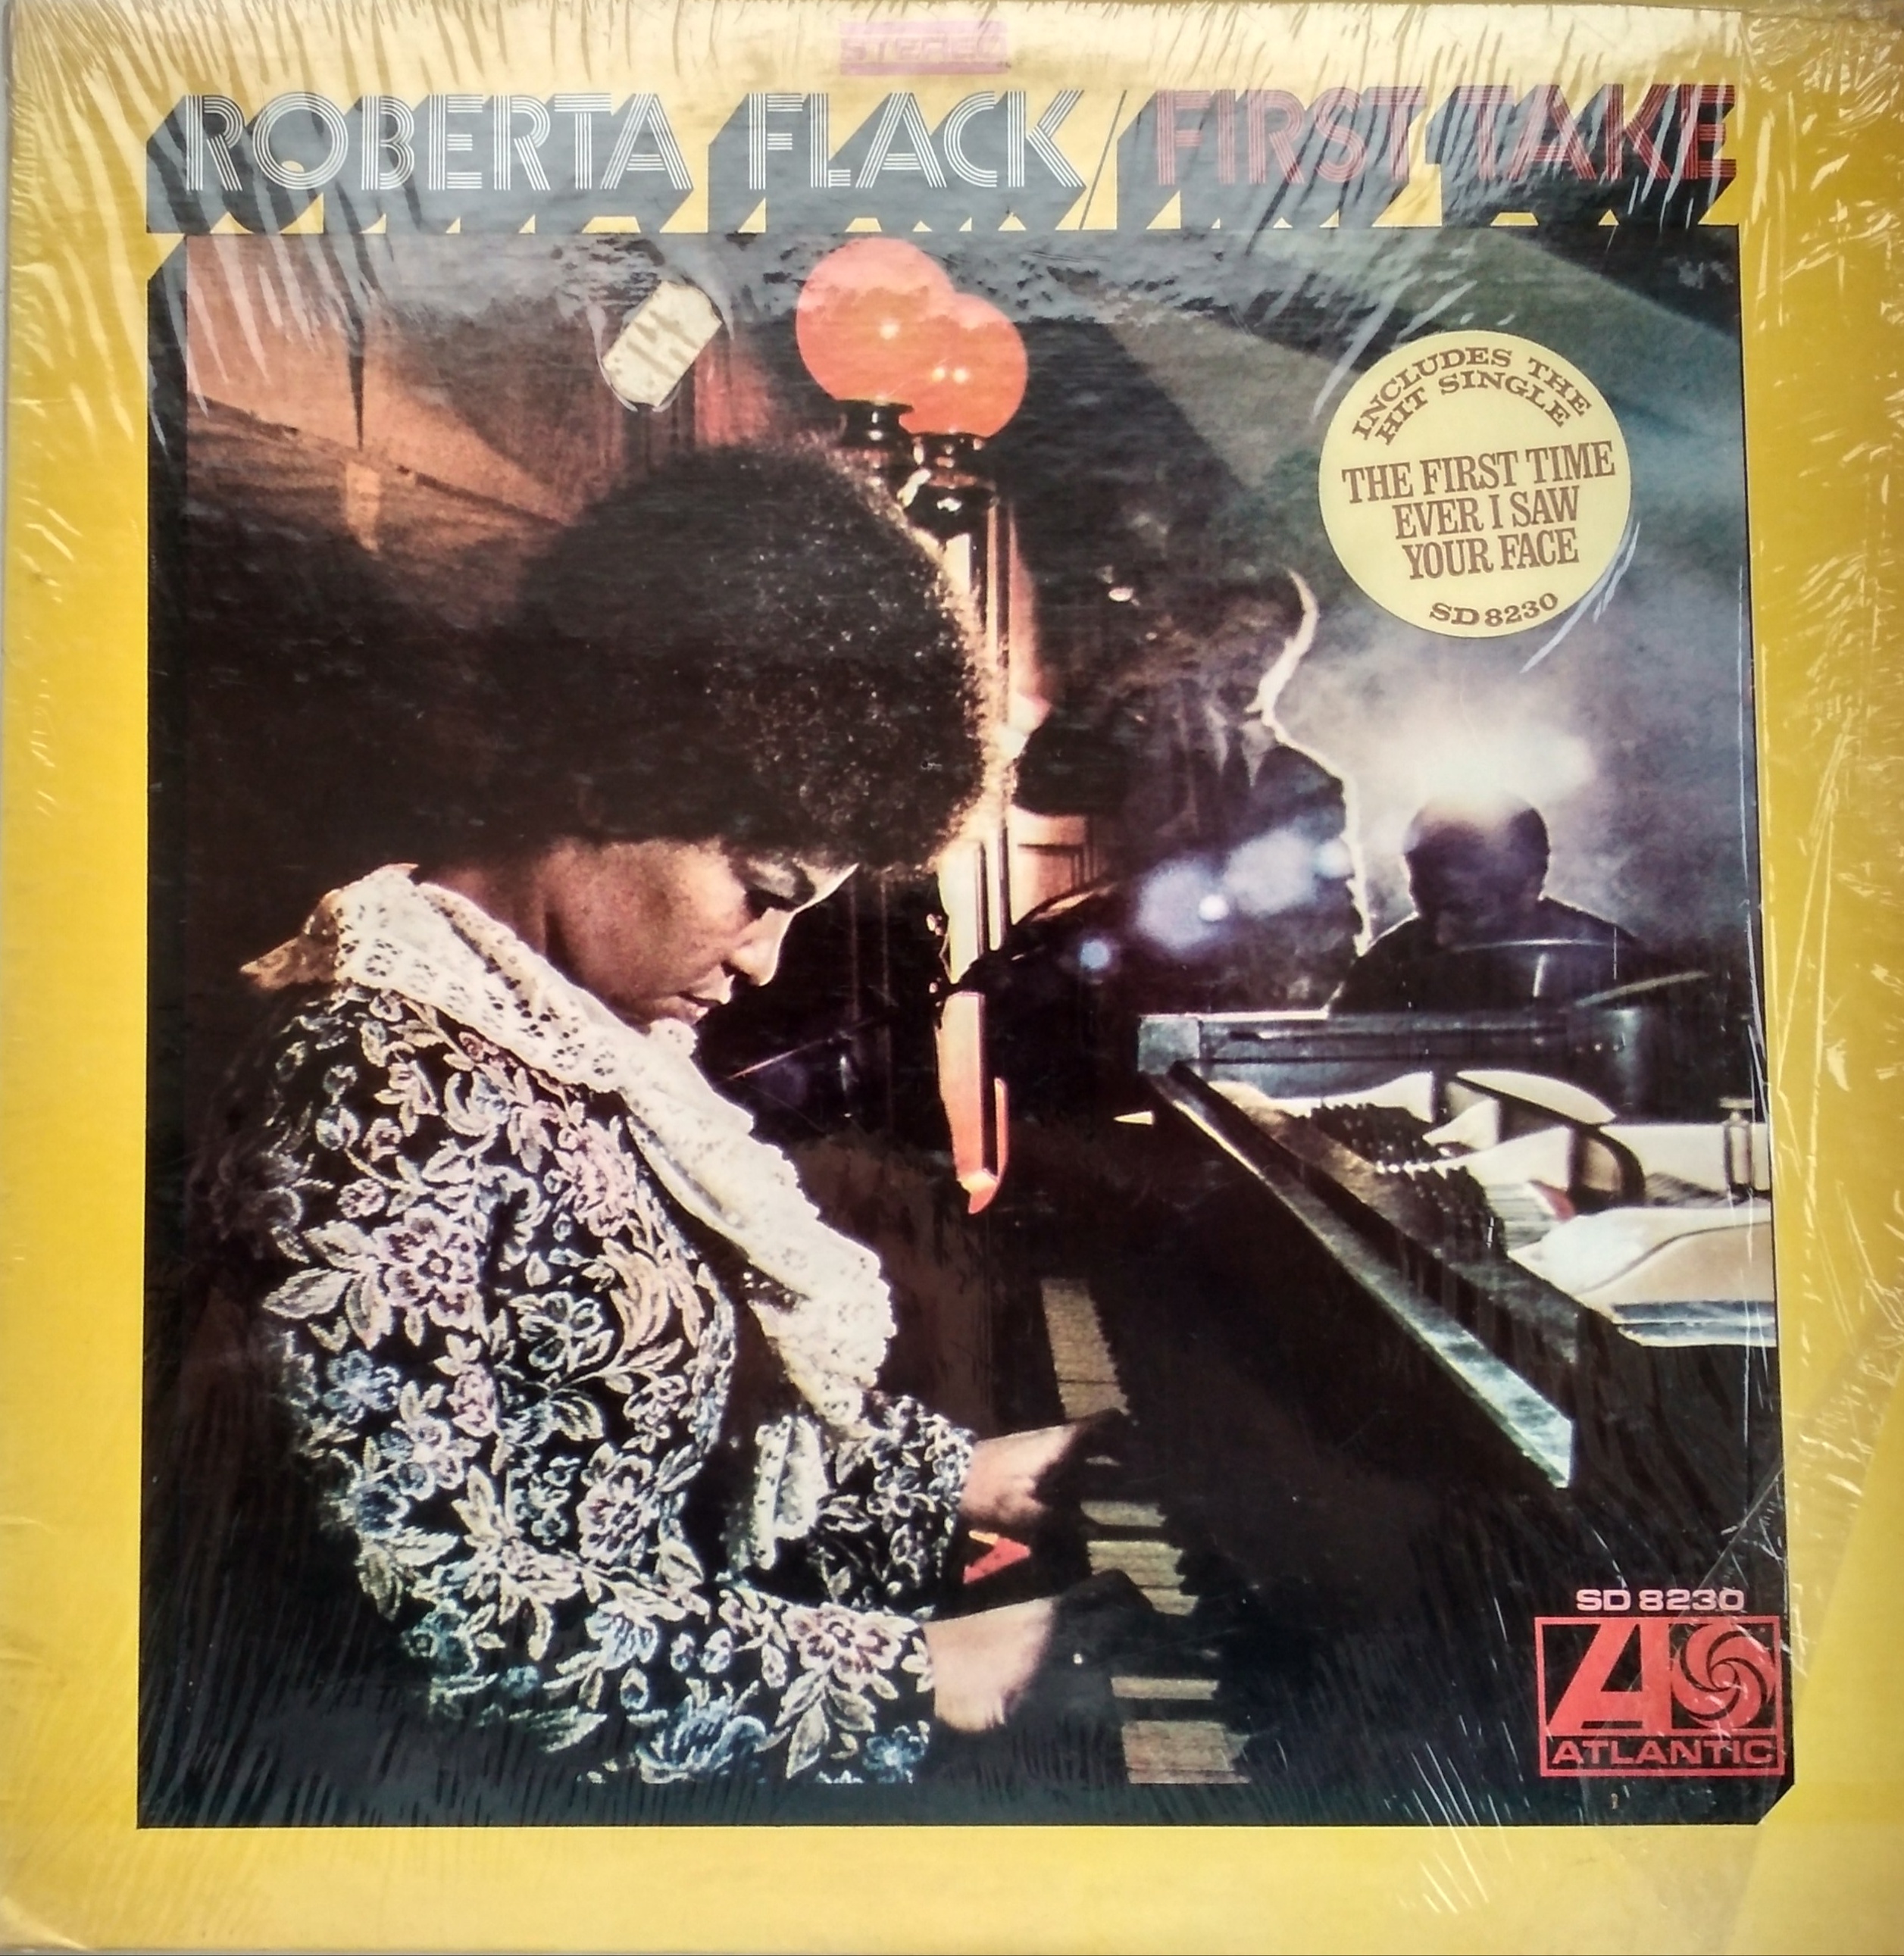 STEREO
ROBERTA FLACK/FIRST TAKE
INCLUDES THE
HIT SINGLE
THE FIRST TIME
EVER I SAW
YOUR FACE
SD 8230
SD 8230
ATLANTIC